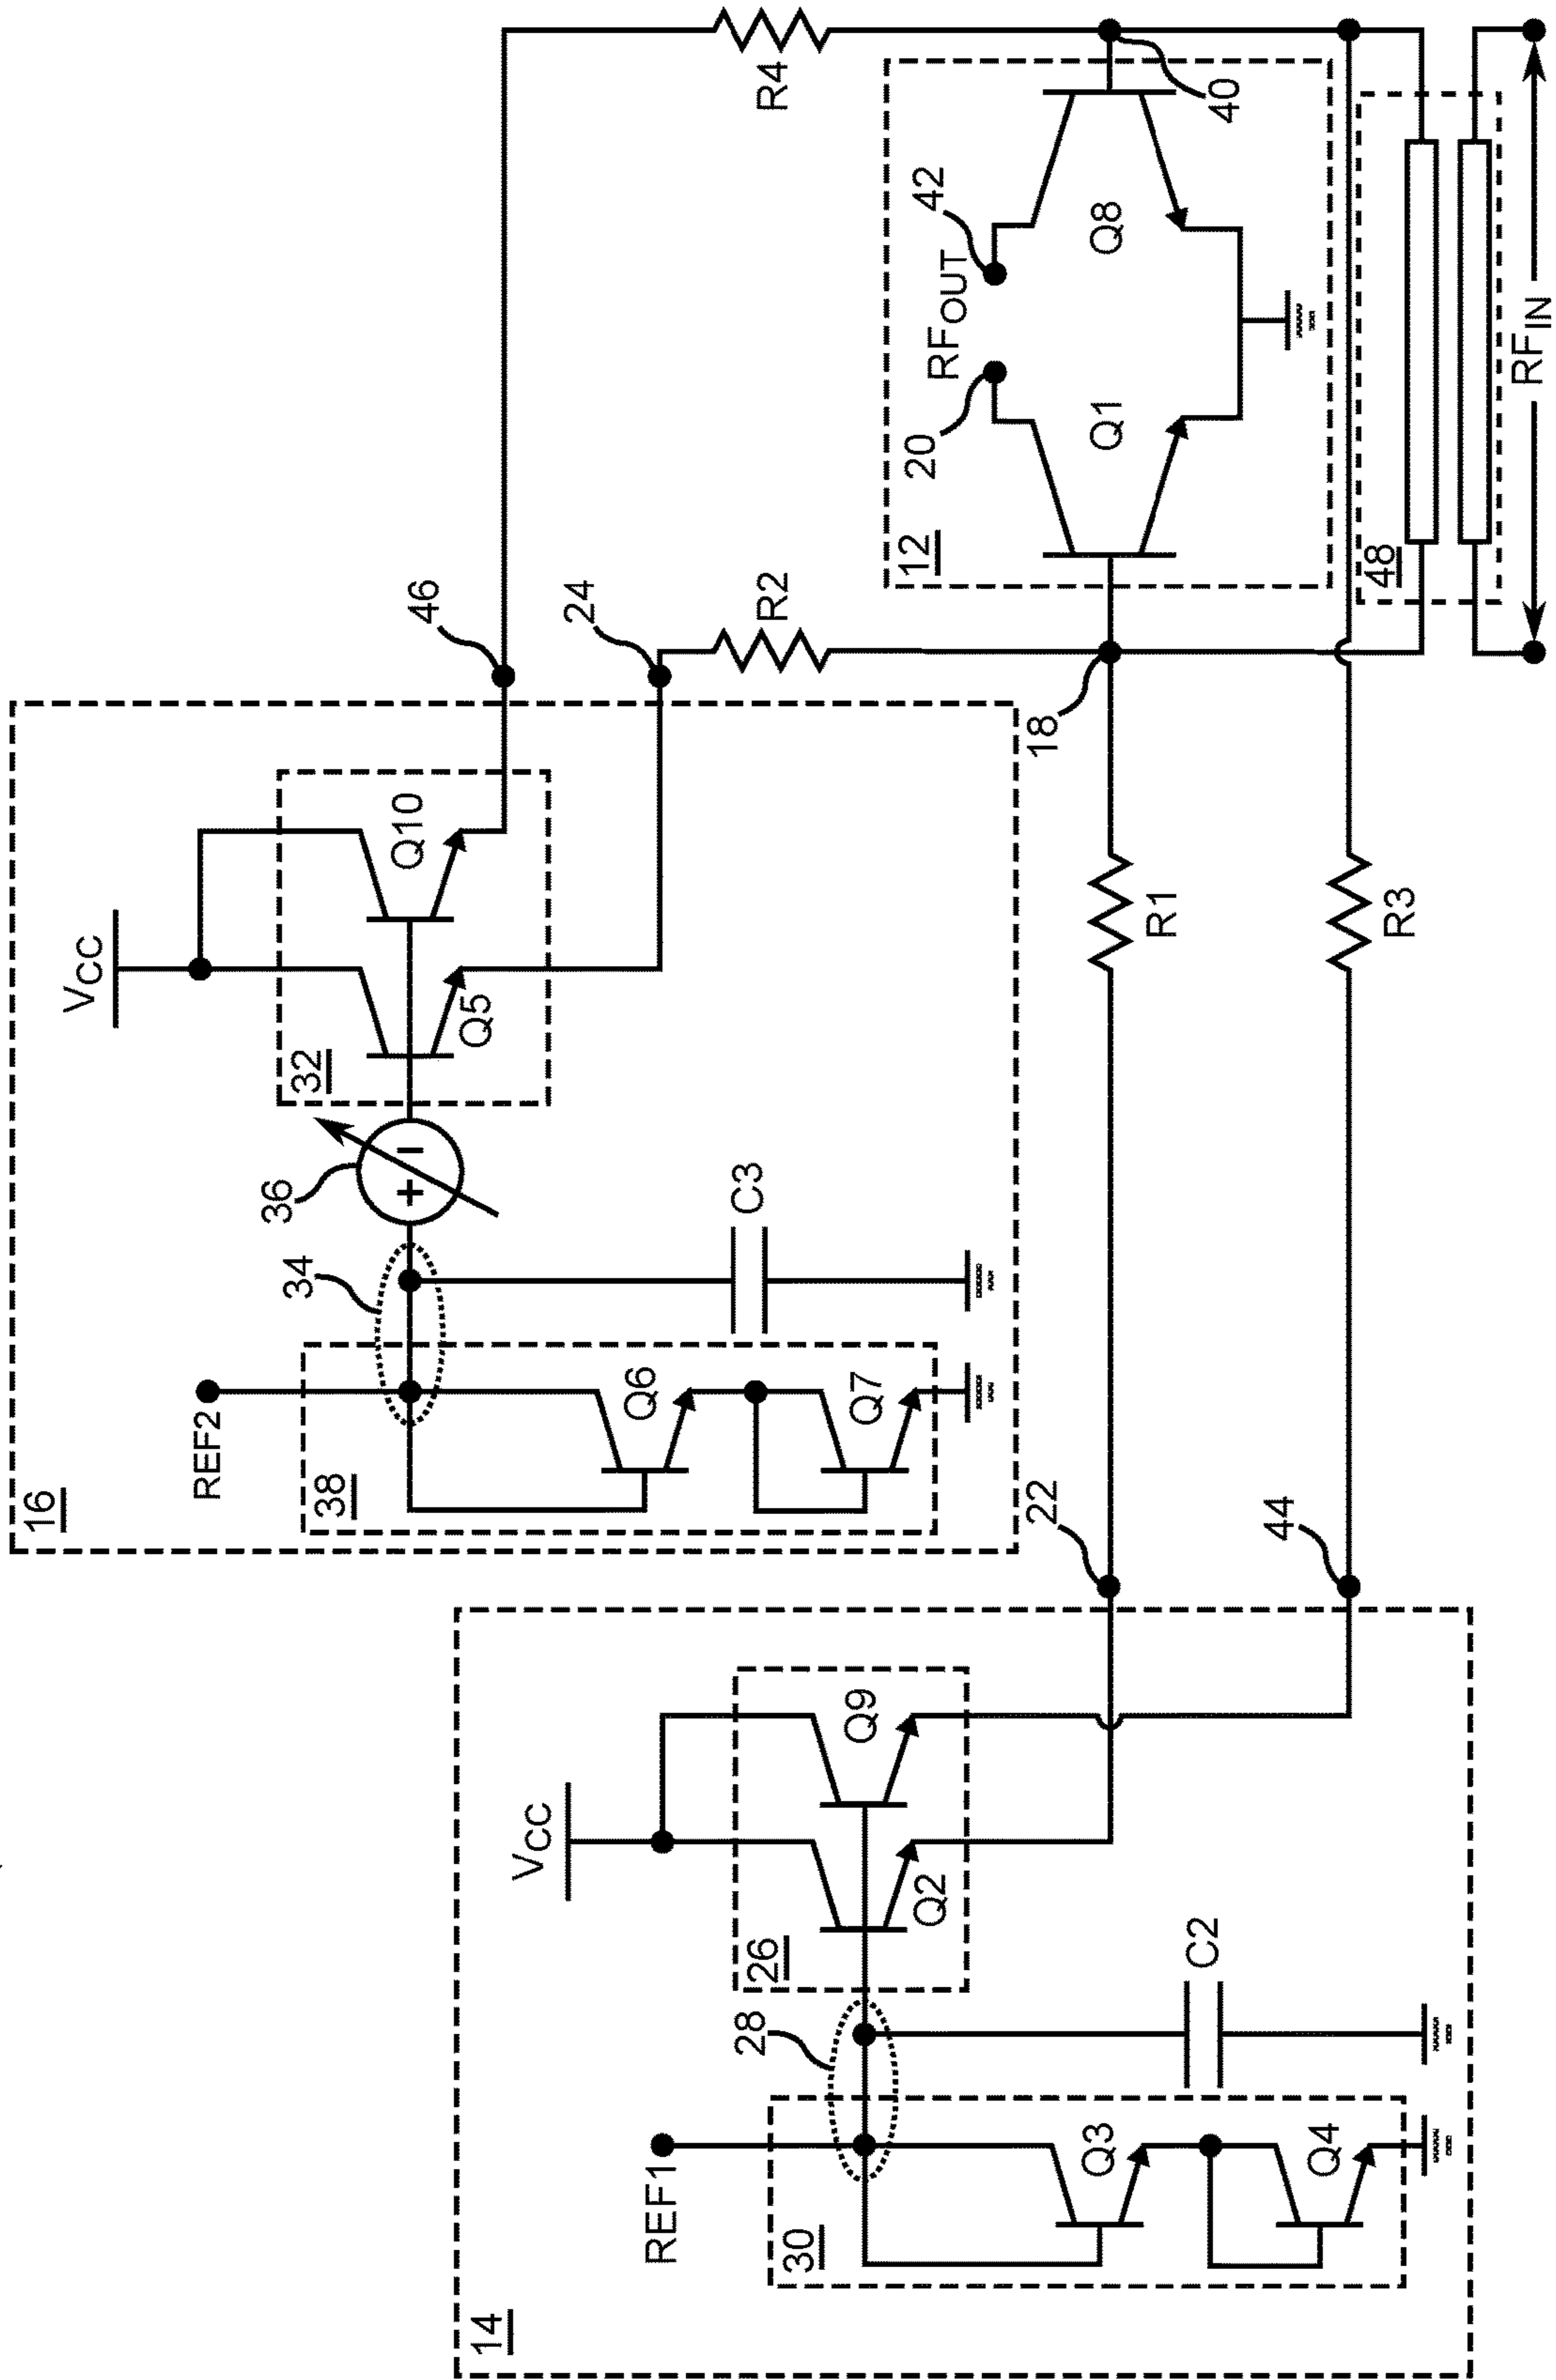 16
REF2
38
Q6
Q7
34
C3
36
+
−
32
VCC
Q5
Q10
46
24
R4
R2
14
REF1
30
Q3
Q4
28
C2
26
VCC
Q2
Q9
22
44
R1
R3
18
12
20
RFOUT
42
Q1
Q8
40
48
RFIN